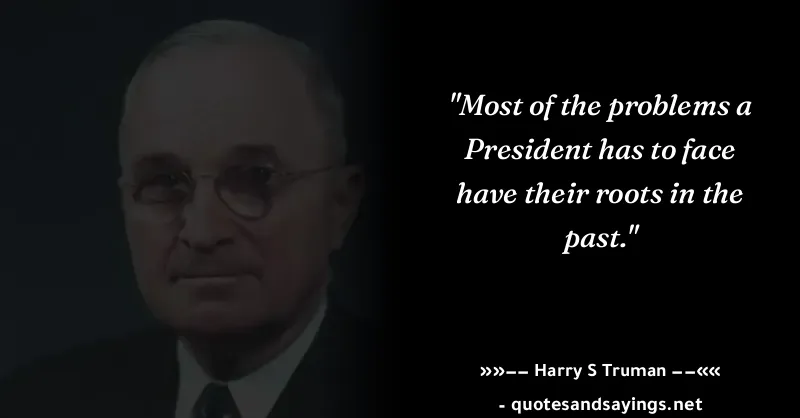 "Most of the problems a
President has to face
have their roots in the
past."
»»−− Harry S Truman −−««
- quotesandsayings.net